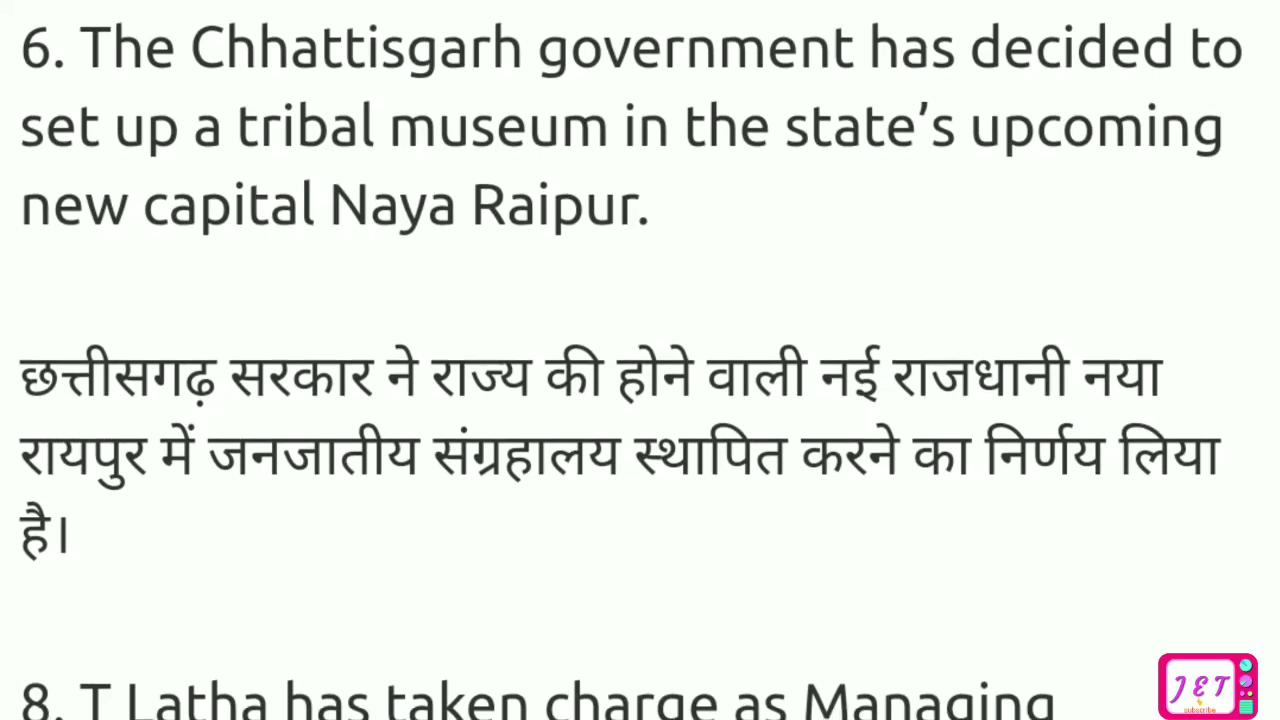 6. The Chhattisgarh government has decided to
set up a tribal museum in the state’s upcoming
new capital Naya Raipur.
छत्तीसगढ़ सरकार ने राज्य की होने वाली नई राजधानी नया
रायपुर में जनजातीय संग्रहालय स्थापित करने का निर्णय लिया
है।
8. T Latha has taken charge as Managing
JET
subscribe